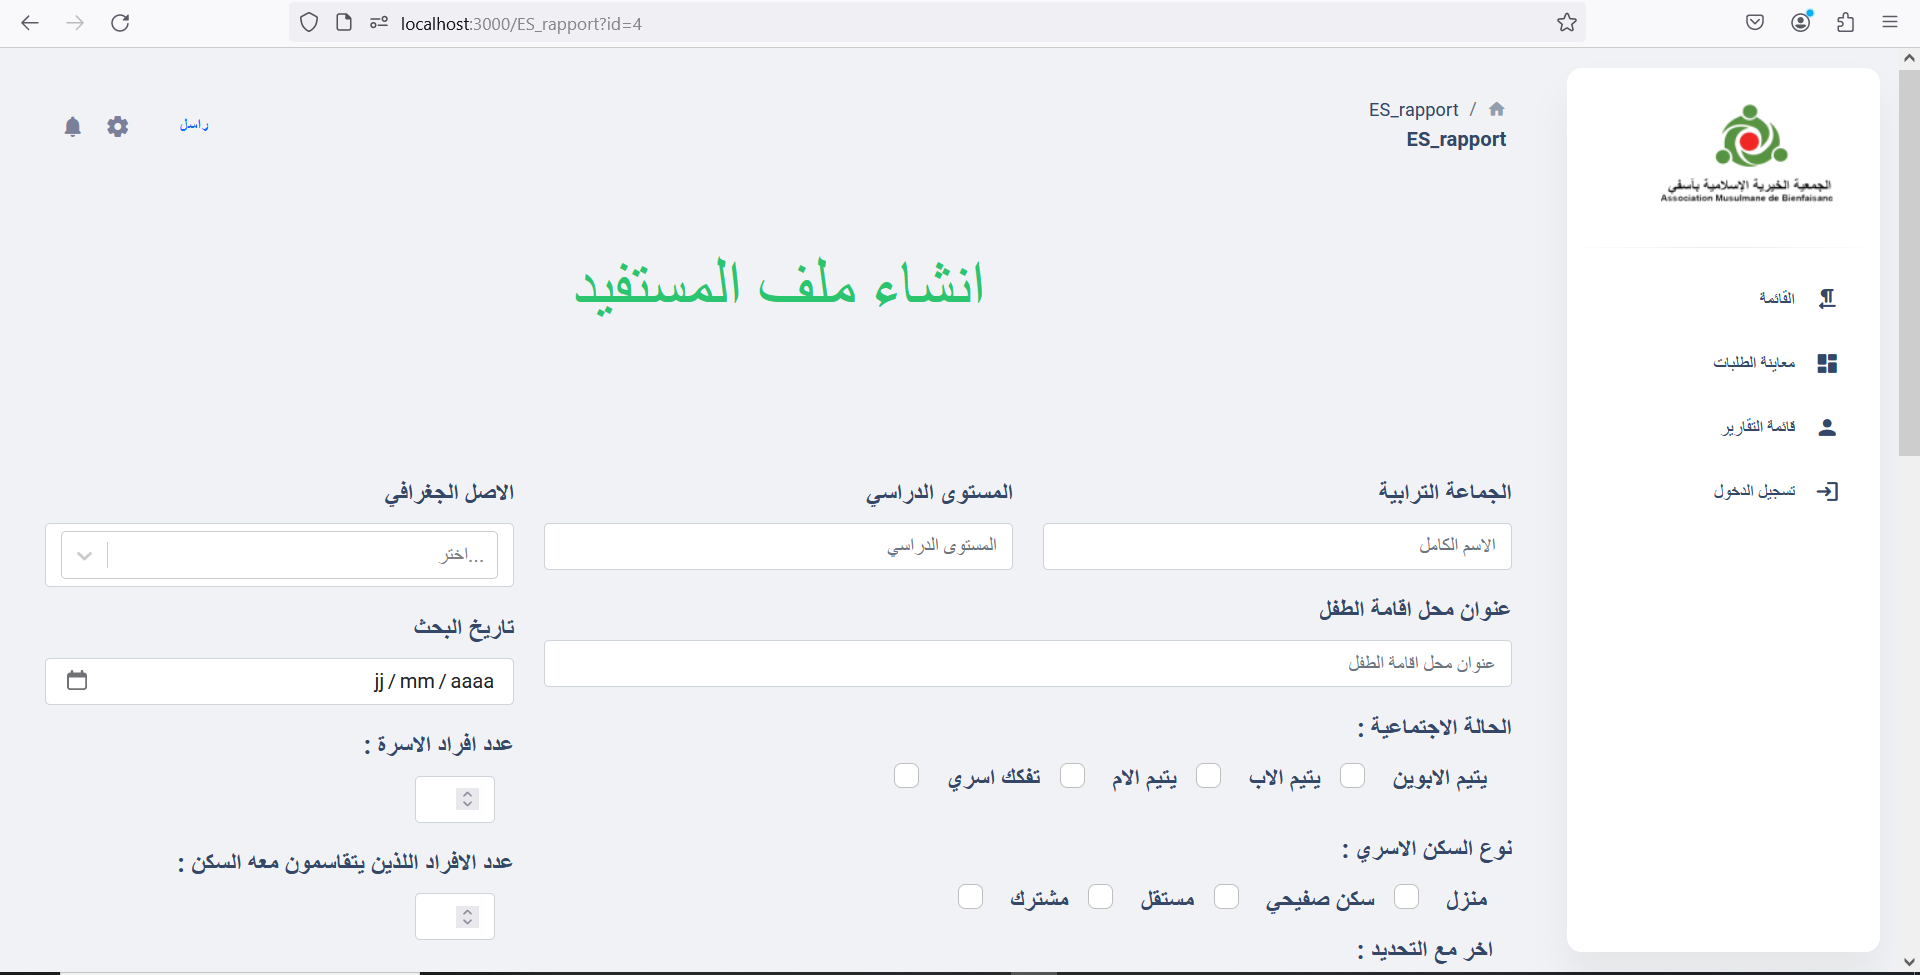 localhost:3000/ES_rapport?id=4
ES_rapport /
ES_rapport
راسل
الجمعية الخيرية الإسلامية بآسفي
Association Musulmane de Bienfaisanc
القائمة
معاينة الطلبات
قائمة التقارير
تسجيل الدخول
انشاء ملف المستفيد
الجماعة الترابية
الاسم الكامل
المستوى الدراسي
المستوى الدراسي
الاصل الجغرافي
...اختر
عنوان محل اقامة الطفل
عنوان محل اقامة الطفل
تاريخ البحث
jj / mm / aaaa
الحالة الاجتماعية :
يتيم الابوين
يتيم الاب
يتيم الام
تفكك اسري
عدد افراد الاسرة :
نوع السكن الاسري :
منزل
سكن صفيحي
مستقل
مشترك
عدد الافراد اللذين يتقاسمون معه السكن :
اخر مع التحديد :